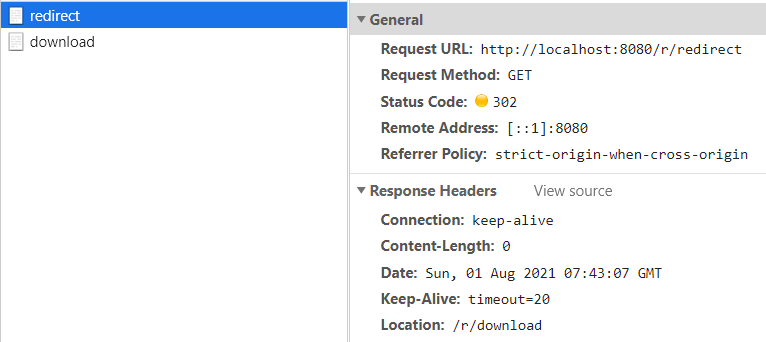 redirect
download
General
Request URL: http://localhost:8080/r/redirect
Request Method: GET
Status Code: 302
Remote Address: [::1]:8080
Referrer Policy: strict-origin-when-cross-origin
Response Headers View source
Connection: keep-alive
Content-Length: 0
Date: Sun, 01 Aug 2021 07:43:07 GMT
Keep-Alive: timeout=20
Location: /r/download